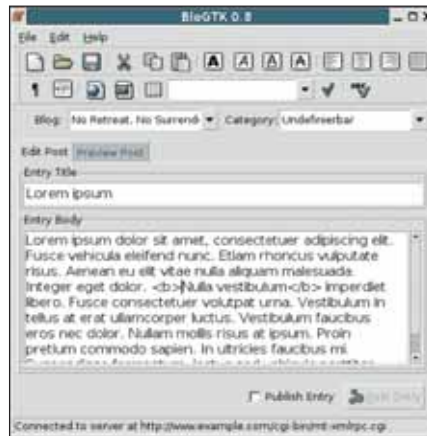 BloGTK 0.8
File Edit Help
Blog: No Retreat, No Surrend Category: Undefinierbar
Edit Post Preview Post
Entry Title
Lorem ipsum
Entry Body
Lorem ipsum dolor sit amet, consectetuer adipiscing elit.
Fusce vehicula eleifend nunc. Etiam rhoncus vulputate
risus. Aenean eu elit vitae nulla aliquam malesuada.
Integer eget dolor. <b>Nulla vestibulum</b> imperdiet
libero. Fusce consectetuer volutpat urna. Vestibulum in
tellus at erat ullamcorper luctus. Vestibulum faucibus
eros nec dolor. Nullam mollis risus at ipsum. Proin
pretium commodo sapien. In ultricies faucibus mi.
Publish Entry
Connected to server at http://www.example.com/cgi-bin/mt-xmlrpc.cgi